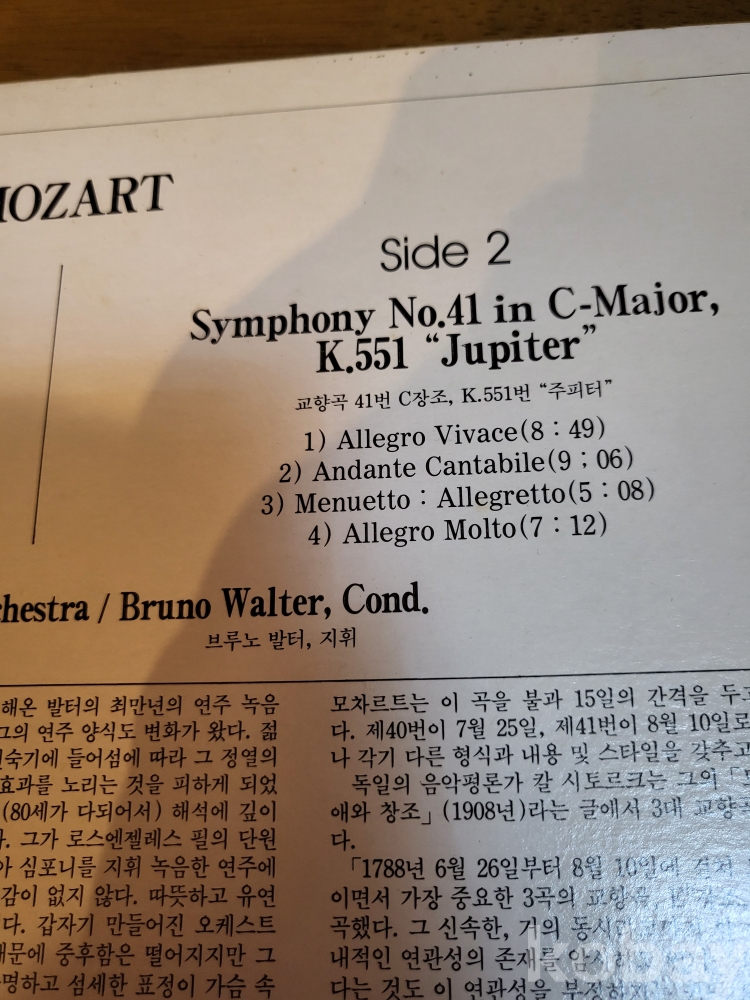 MOZART
Side 2
Symphony No.41 in C-Major,
K.551 “Jupiter”
교향곡 41번 C장조, K.551번 “주피터”
1) Allegro Vivace(8 : 49)
2) Andante Cantabile(9 ; 06)
3) Menuetto : Allegretto(5 : 08)
4) Allegro Molto(7 : 12)
chestra / Bruno Walter, Cond.
브루노 발터, 지휘
해온 발터의 최만년의 연주 녹음
그의 연주 양식도 변화가 왔다. 젊
숙기에 들어섬에 따라 그 정열의
효과를 노리는 것을 피하게 되었
(80세가 다되어서) 해석에 깊이
. 그가 로스엔젤레스 필의 단원
아 심포니를 지휘 녹음한 연주에
감이 없지 않다. 따뜻하고 유연
다. 갑자기 만들어진 오케스트
때문에 중후함은 떨어지지만 그
명하고 섬세한 표정이 가슴 속
모차르트는 이 곡을 불과 15일의 간격을 두고
다. 제40번이 7월 25일, 제41번이 8월 10일로
나 각기 다른 형식과 내용 및 스타일을 갖추고
독일의 음악평론가 칼 시토르크는 그의 「
애와 창조」(1908년)라는 글에서 3대 교향곡
다.
「1788년 6월 26일부터 8월 10일에 걸쳐
이면서 가장 중요한 3곡의 교향곡
곡했다. 그 신속한, 거의 동시
내적인 연관성의 존재를 암시
다는 것도 이 연관성을 부정하